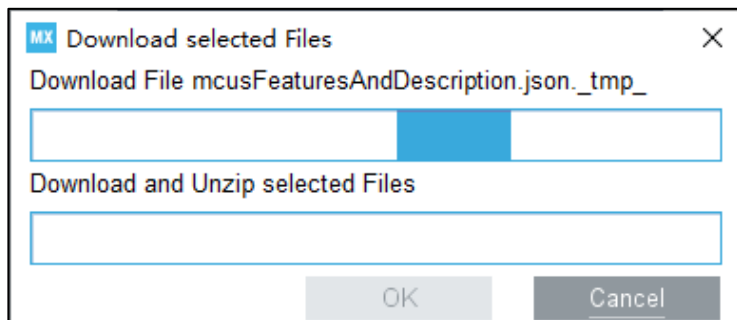 MX Download selected Files
Download File mcusFeaturesAndDescription.json._tmp_
Download and Unzip selected Files
OK Cancel